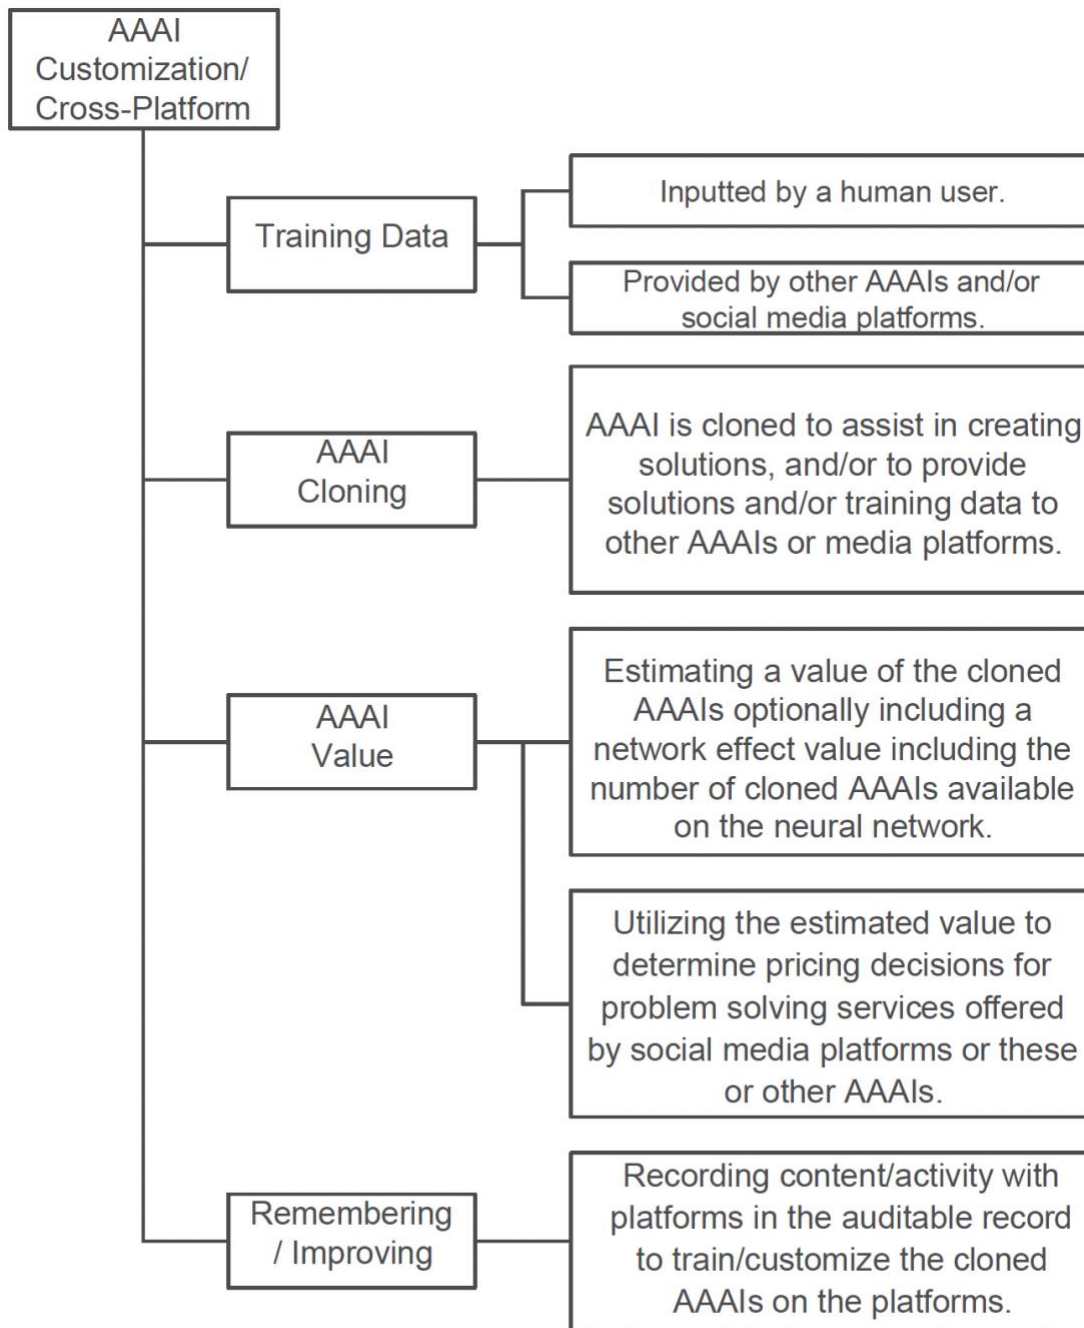 AAAI
Customization/
Cross-Platform
Training Data
Inputted by a human user.
Provided by other AAAIs and/or
social media platforms.
AAAI
Cloning
AAAI is cloned to assist in creating
solutions, and/or to provide
solutions and/or training data to
other AAAIs or media platforms.
AAAI
Value
Estimating a value of the cloned
AAAIs optionally including a
network effect value including the
number of cloned AAAIs available
on the neural network.
Utilizing the estimated value to
determine pricing decisions for
problem solving services offered
by social media platforms or these
or other AAAIs.
Remembering
/ Improving
Recording content/activity with
platforms in the auditable record
to train/customize the cloned
AAAIs on the platforms.